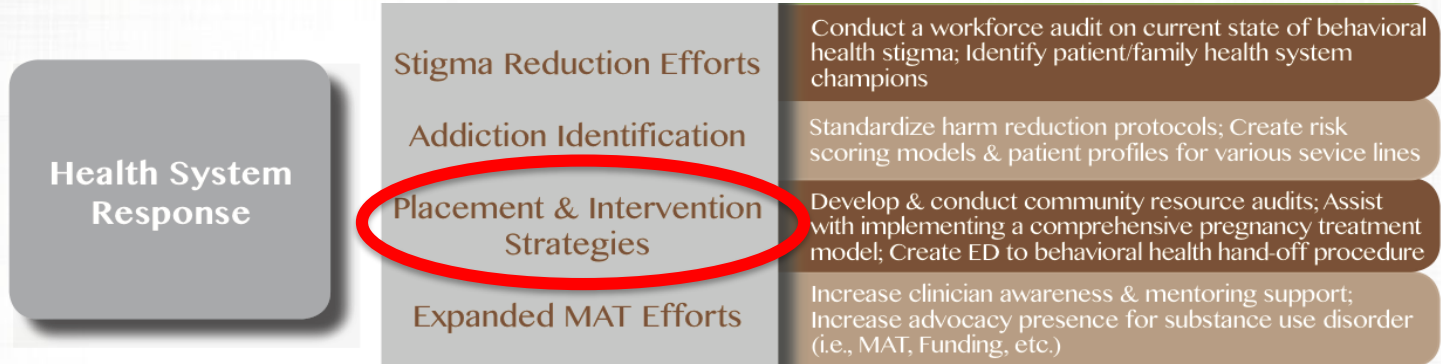 Health System
Response
Stigma Reduction Efforts
Conduct a workforce audit on current state of behavioral
health stigma; Identify patient/family health system
champions
Addiction Identification
Standardize harm reduction protocols; Create risk
scoring models & patient profiles for various sevice lines
Placement & Intervention
Strategies
Develop & conduct community resource audits; Assist
with implementing a comprehensive pregnancy treatment
model; Create ED to behavioral health hand-off procedure
Expanded MAT Efforts
Increase clinician awareness & mentoring support;
Increase advocacy presence for substance use disorder
(i.e., MAT, Funding, etc.)